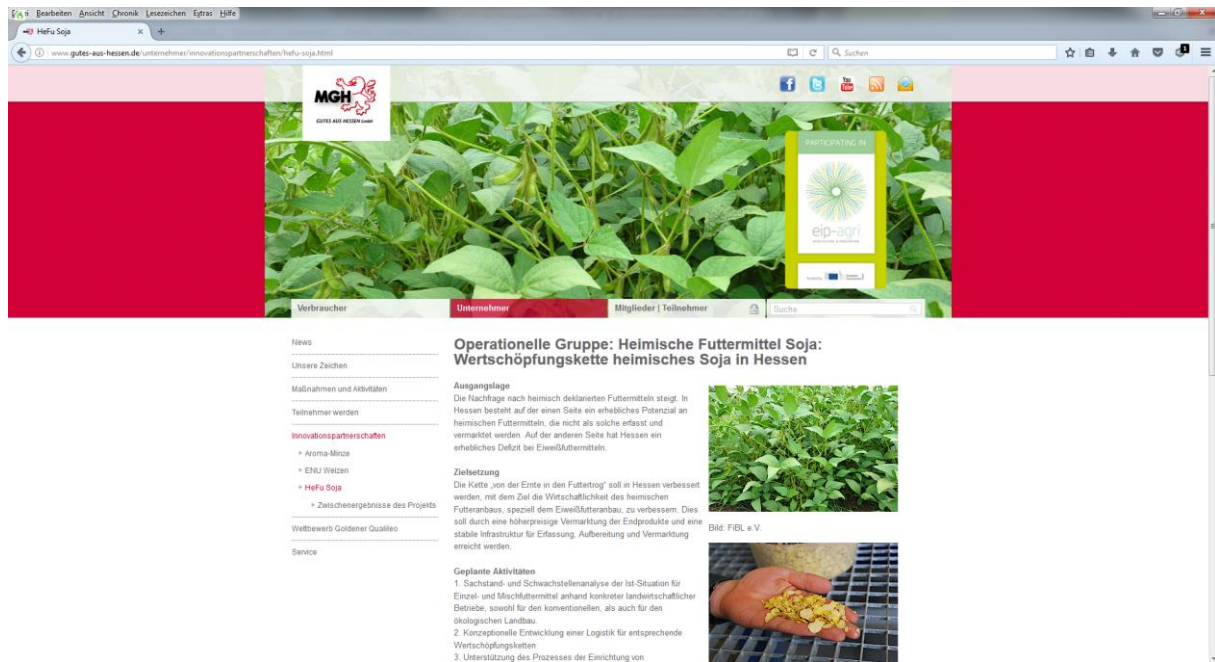 Datei Bearbeiten Ansicht Chronik Lesezeichen Extras Hilfe
HeFu Soja
www.gutes-aus-hessen.de/unternehmer/innovationspartnerschaften/hefu-soja.html
Suchen
MGH
GUTES AUS HESSEN GmbH
You
Tube
PARTICIPATING IN
eip-agri
Verbraucher
Unternehmer
Mitglieder | Teilnehmer
Suche
News
Unsere Zeichen
Maßnahmen und Aktivitäten
Teilnehmer werden
Innovationspartnerschaften
Aroma-Minze
ENU Weizen
HeFu Soja
Zwischenergebnisse des Projekts
Wettbewerb Goldener Qualileo
Service
Operationelle Gruppe: Heimische Futtermittel Soja:
Wertschöpfungskette heimisches Soja in Hessen
Ausgangslage
Die Nachfrage nach heimisch deklarierten Futtermitteln steigt. In
Hessen besteht auf der einen Seite ein erhebliches Potenzial an
heimischen Futtermitteln, die nicht als solche erfasst und
vermarktet werden. Auf der anderen Seite hat Hessen ein
erhebliches Defizit bei Eiweißfuttermitteln.
Zielsetzung
Die Kette „von der Ernte in den Futtertrog" soll in Hessen verbessert
werden, mit dem Ziel die Wirtschaftlichkeit des heimischen
Futteranbaus, speziell dem Eiweißfutteranbau, zu verbessern. Dies
soll durch eine höherpreisige Vermarktung der Endprodukte und eine
stabile Infrastruktur für Erfassung, Aufbereitung und Vermarktung
erreicht werden.
Geplante Aktivitäten
1. Sachstand- und Schwachstellenanalyse der Ist-Situation für
Einzel- und Mischfuttermittel anhand konkreter landwirtschaftlicher
Betriebe, sowohl für den konventionellen, als auch für den
ökologischen Landbau.
2. Konzeptionelle Entwicklung einer Logistik für entsprechende
Wertschöpfungsketten
3. Unterstützung des Prozesses der Einrichtung von
Bild: FiBL e.V.